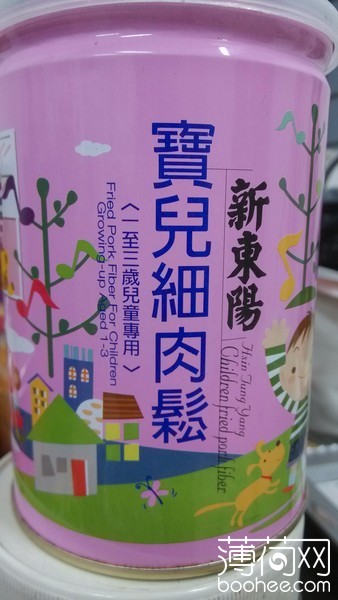 新東陽
Hsin Tung Yang
Children fried pork fiber
寶兒細肉鬆
〈一至三歲兒童專用〉
Fried Pork Fiber For Children
Growing-up Aged 1-3
薄荷网
boohee.com